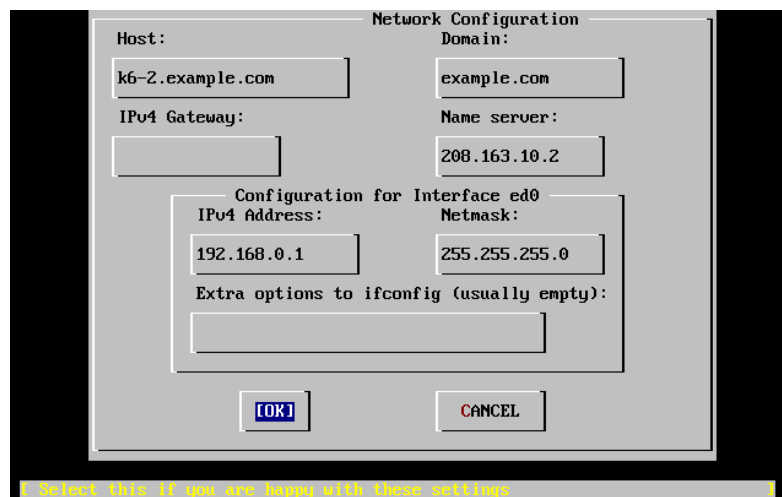 Network Configuration
Host: Domain:
k6-2.example.com example.com
IPv4 Gateway: Name server:
208.163.10.2
Configuration for Interface ed0
IPv4 Address: Netmask:
192.168.0.1 255.255.255.0
Extra options to ifconfig (usually empty):
[OK] CANCEL
[ Select this if you are happy with these settings ]